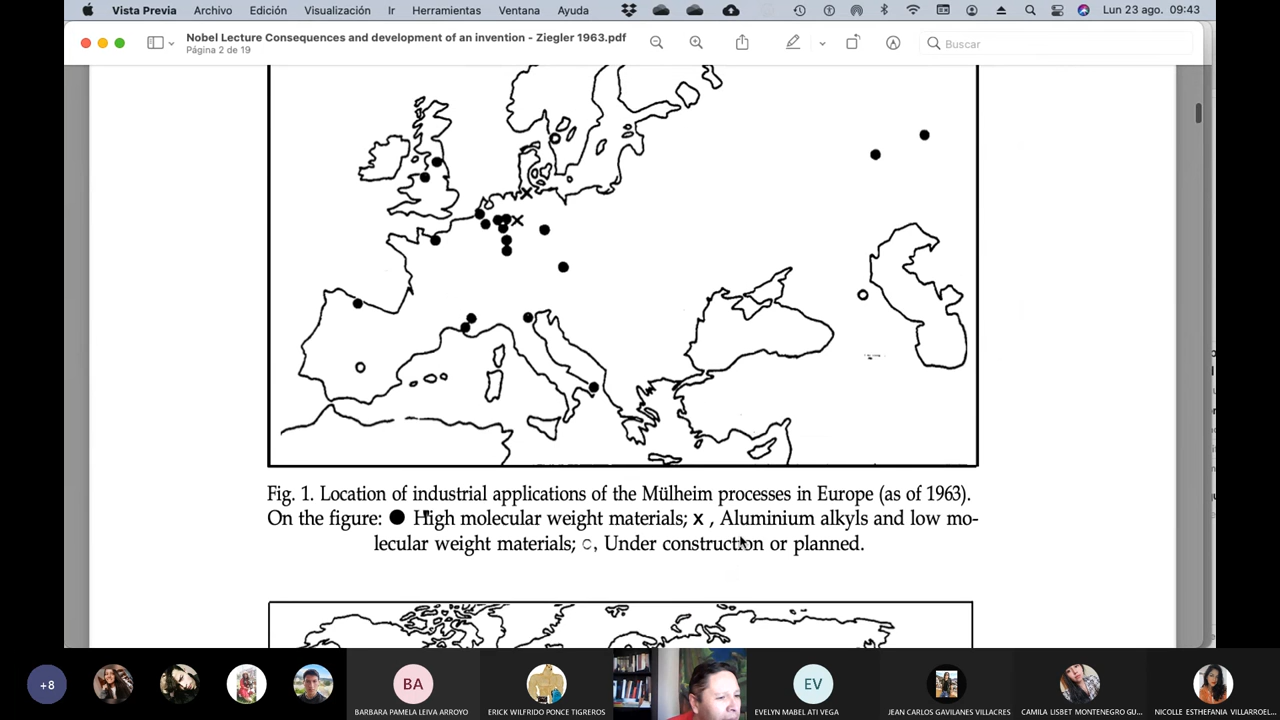 Vista Previa Archivo Edición Visualización Ir Herramientas Ventana Ayuda Lun 23 ago. 09:43
Nobel Lecture Consequences and development of an invention - Ziegler 1963.pdf
Página 2 de 19
Buscar
Fig. 1. Location of industrial applications of the Mülheim processes in Europe (as of 1963).
On the figure: ● High molecular weight materials; x , Aluminium alkyls and low mo-
lecular weight materials; ○, Under construction or planned.
+8
BA
EV
BARBARA PAMELA LEIVA ARROYO
ERICK WILFRIDO PONCE TIGREROS
EVELYN MABEL ATI VEGA
JEAN CARLOS GAVILANES VILLACRES
CAMILA LISBET MONTENEGRO GU...
NICOLLE ESTHEFANIA VILLARROEL...